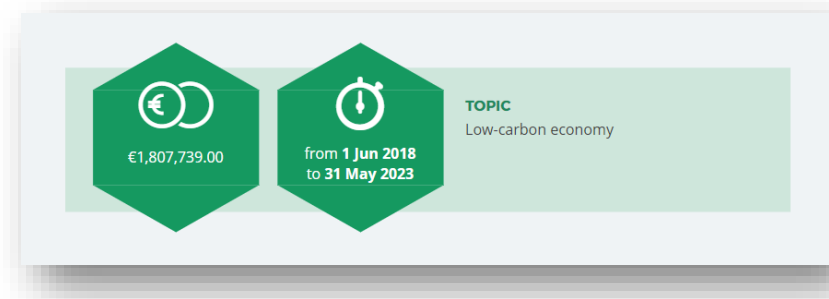 €
€1,807,739.00
from 1 Jun 2018
to 31 May 2023
TOPIC
Low-carbon economy